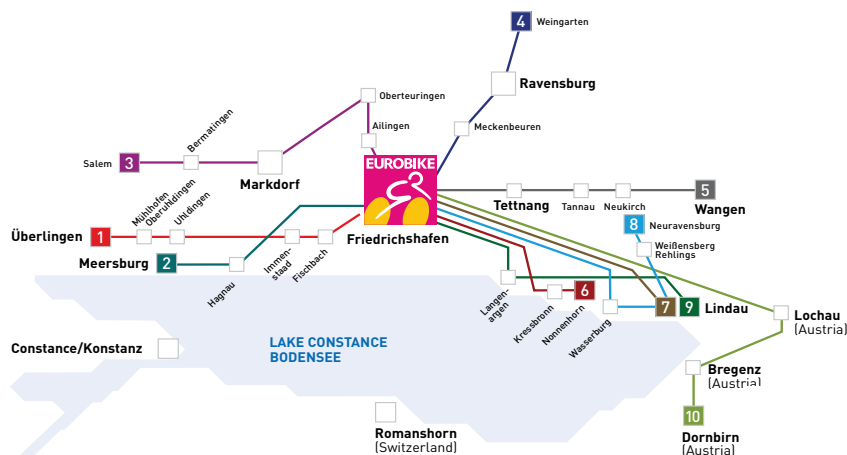 4
Weingarten
Ravensburg
Oberteuringen
Meckenbeuren
Ailingen
Bermatingen
Salem
3
Markdorf
EUROBIKE
Friedrichshafen
Tettnang
Tannau
Neukirch
5
Wangen
Mühlhofen
Oberuhldingen
Uhldingen
Überlingen
1
Immen-
staad
Fischbach
8
Neuravensburg
Weißensberg
Rehlings
Meersburg
2
Hagnau
Langen-
argen
Kressbronn
6
Nonnenhorn
Wasserburg
7
9
Lindau
Lochau
(Austria)
Constance/Konstanz
LAKE CONSTANCE
BODENSEE
Bregenz
(Austria)
10
Dornbirn
(Austria)
Romanshorn
(Switzerland)